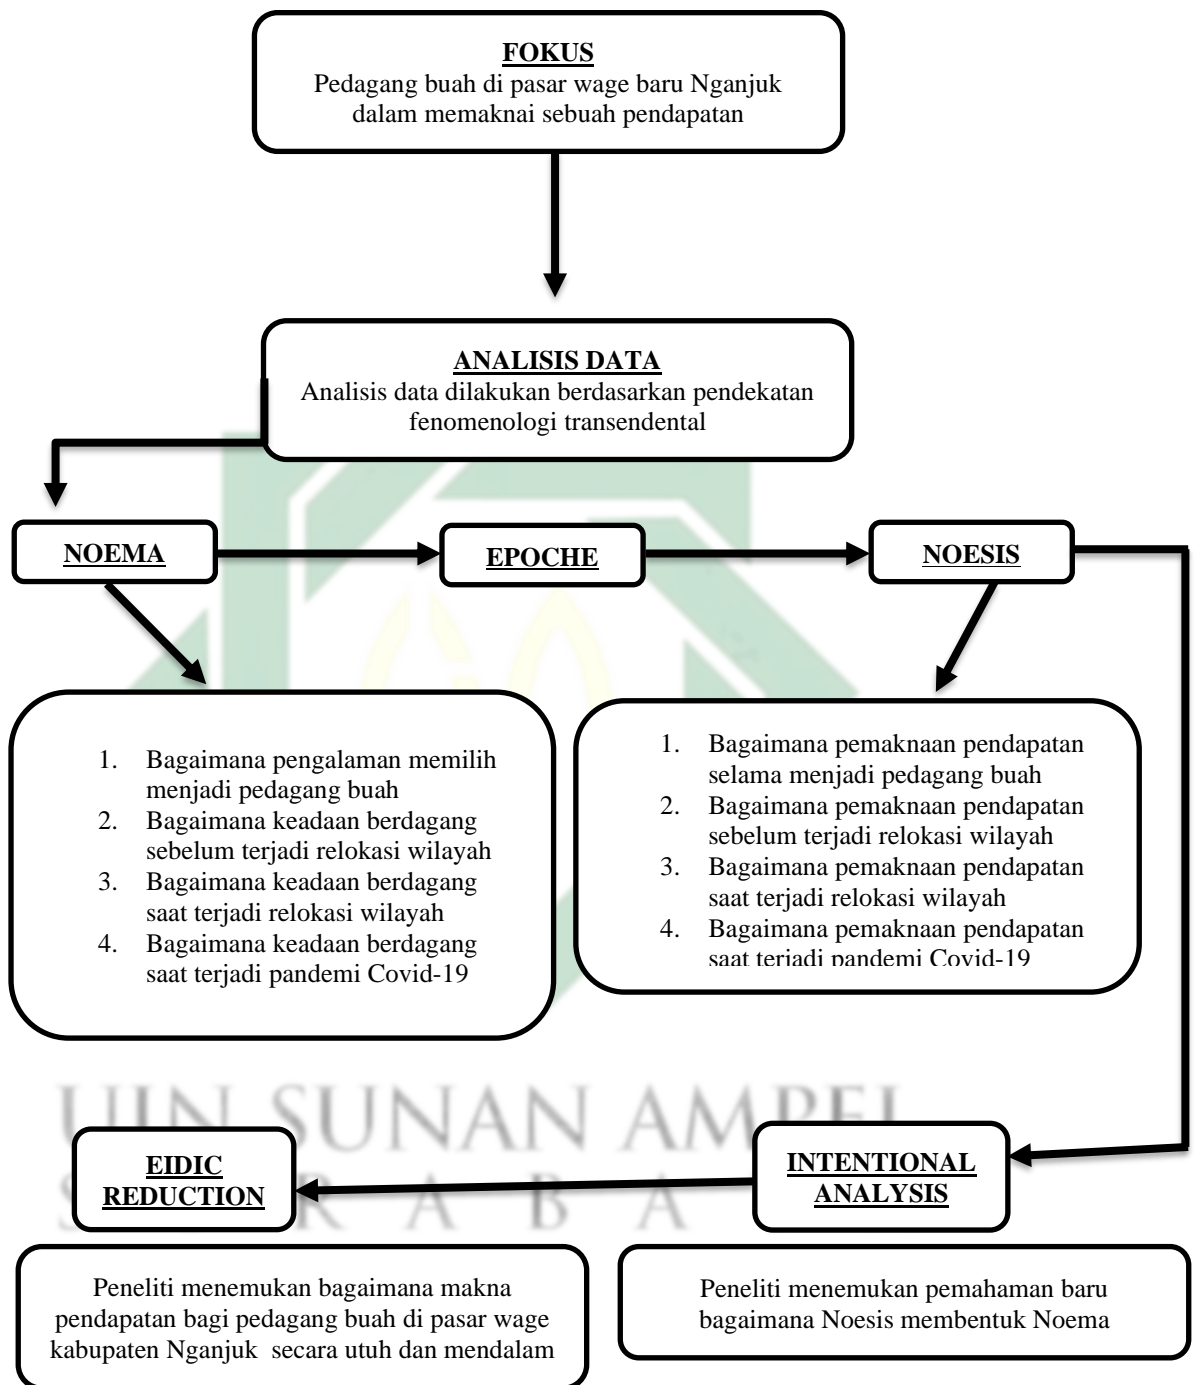 FOKUS
Pedagang buah di pasar wage baru Nganjuk
dalam memaknai sebuah pendapatan
ANALISIS DATA
Analisis data dilakukan berdasarkan pendekatan
fenomenologi transendental
NOEMA
EPOCHE
NOESIS
1. Bagaimana pengalaman memilih
menjadi pedagang buah
2. Bagaimana keadaan berdagang
sebelum terjadi relokasi wilayah
3. Bagaimana keadaan berdagang
saat terjadi relokasi wilayah
4. Bagaimana keadaan berdagang
saat terjadi pandemi Covid-19
1. Bagaimana pemaknaan pendapatan
selama menjadi pedagang buah
2. Bagaimana pemaknaan pendapatan
sebelum terjadi relokasi wilayah
3. Bagaimana pemaknaan pendapatan
saat terjadi relokasi wilayah
4. Bagaimana pemaknaan pendapatan
saat terjadi pandemi Covid-19
UIN SUNAN AMPEL
EIDIC
REDUCTION
INTENTIONAL
ANALYSIS
Peneliti menemukan bagaimana makna
pendapatan bagi pedagang buah di pasar wage
kabupaten Nganjuk secara utuh dan mendalam
Peneliti menemukan pemahaman baru
bagaimana Noesis membentuk Noema